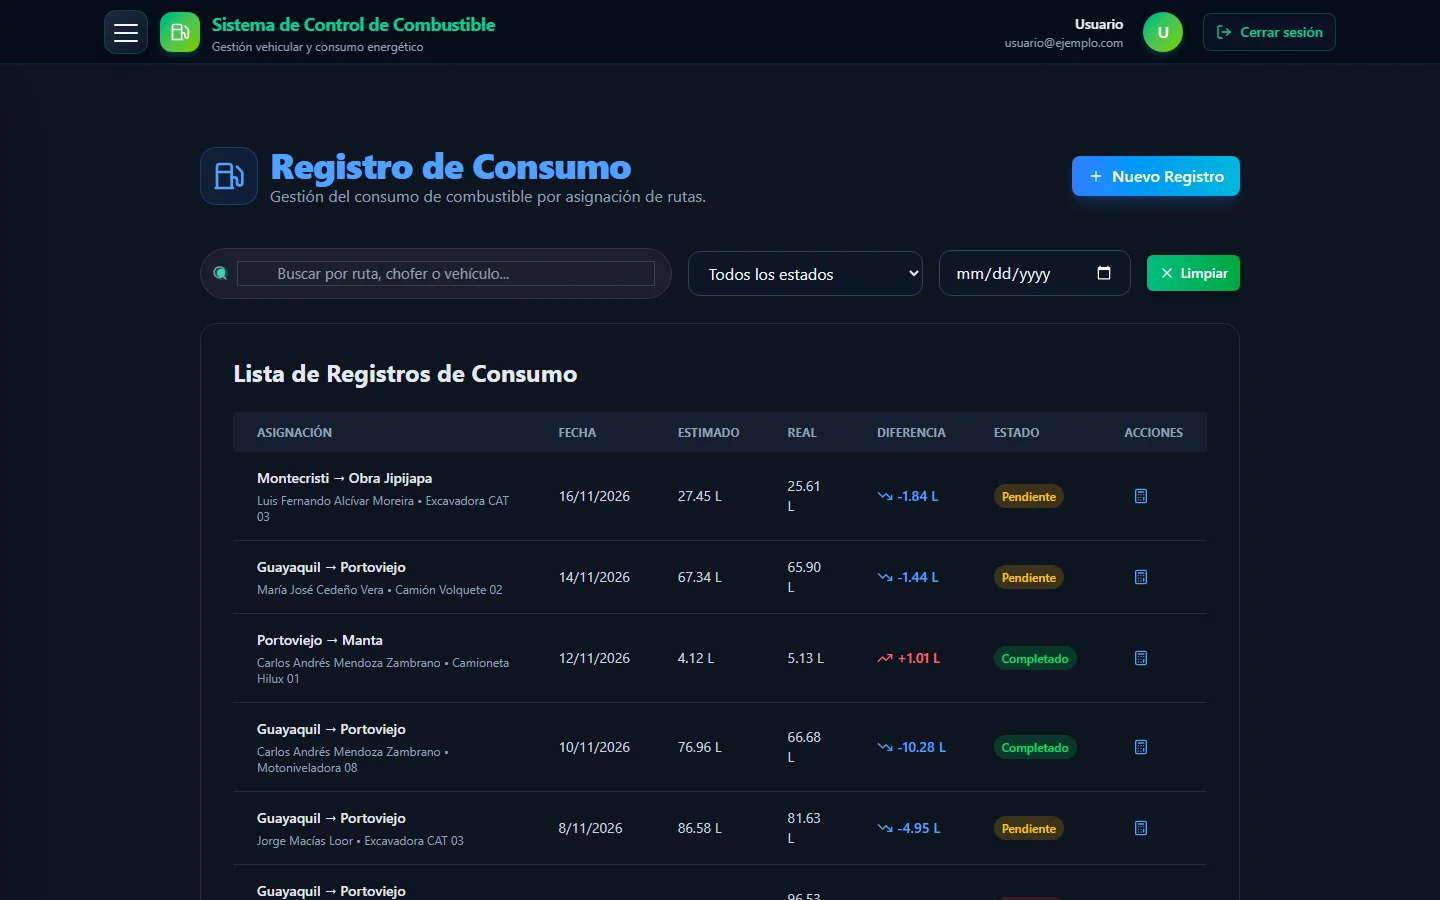 Sistema de Control de Combustible
Gestión vehicular y consumo energético
Usuario
usuario@ejemplo.com
U
Cerrar sesión
Registro de Consumo
Gestión del consumo de combustible por asignación de rutas.
Nuevo Registro
Buscar por ruta, chofer o vehículo...
Todos los estados
mm/dd/yyyy
Limpiar
Lista de Registros de Consumo
ASIGNACIÓN FECHA ESTIMADO REAL DIFERENCIA ESTADO ACCIONES
Montecristi → Obra Jipijapa
Luis Fernando Alcívar Moreira • Excavadora CAT
03
16/11/2026
27.45 L
25.61
L
-1.84 L
Pendiente
Guayaquil → Portoviejo
María José Cedeño Vera • Camión Volquete 02
14/11/2026
67.34 L
65.90
L
-1.44 L
Pendiente
Portoviejo → Manta
Carlos Andrés Mendoza Zambrano • Camioneta
Hilux 01
12/11/2026
4.12 L
5.13 L
+1.01 L
Completado
Guayaquil → Portoviejo
Carlos Andrés Mendoza Zambrano •
Motoniveladora 08
10/11/2026
76.96 L
66.68
L
-10.28 L
Completado
Guayaquil → Portoviejo
Jorge Macías Loor • Excavadora CAT 03
8/11/2026
86.58 L
81.63
L
-4.95 L
Pendiente
Guayaquil → Portoviejo